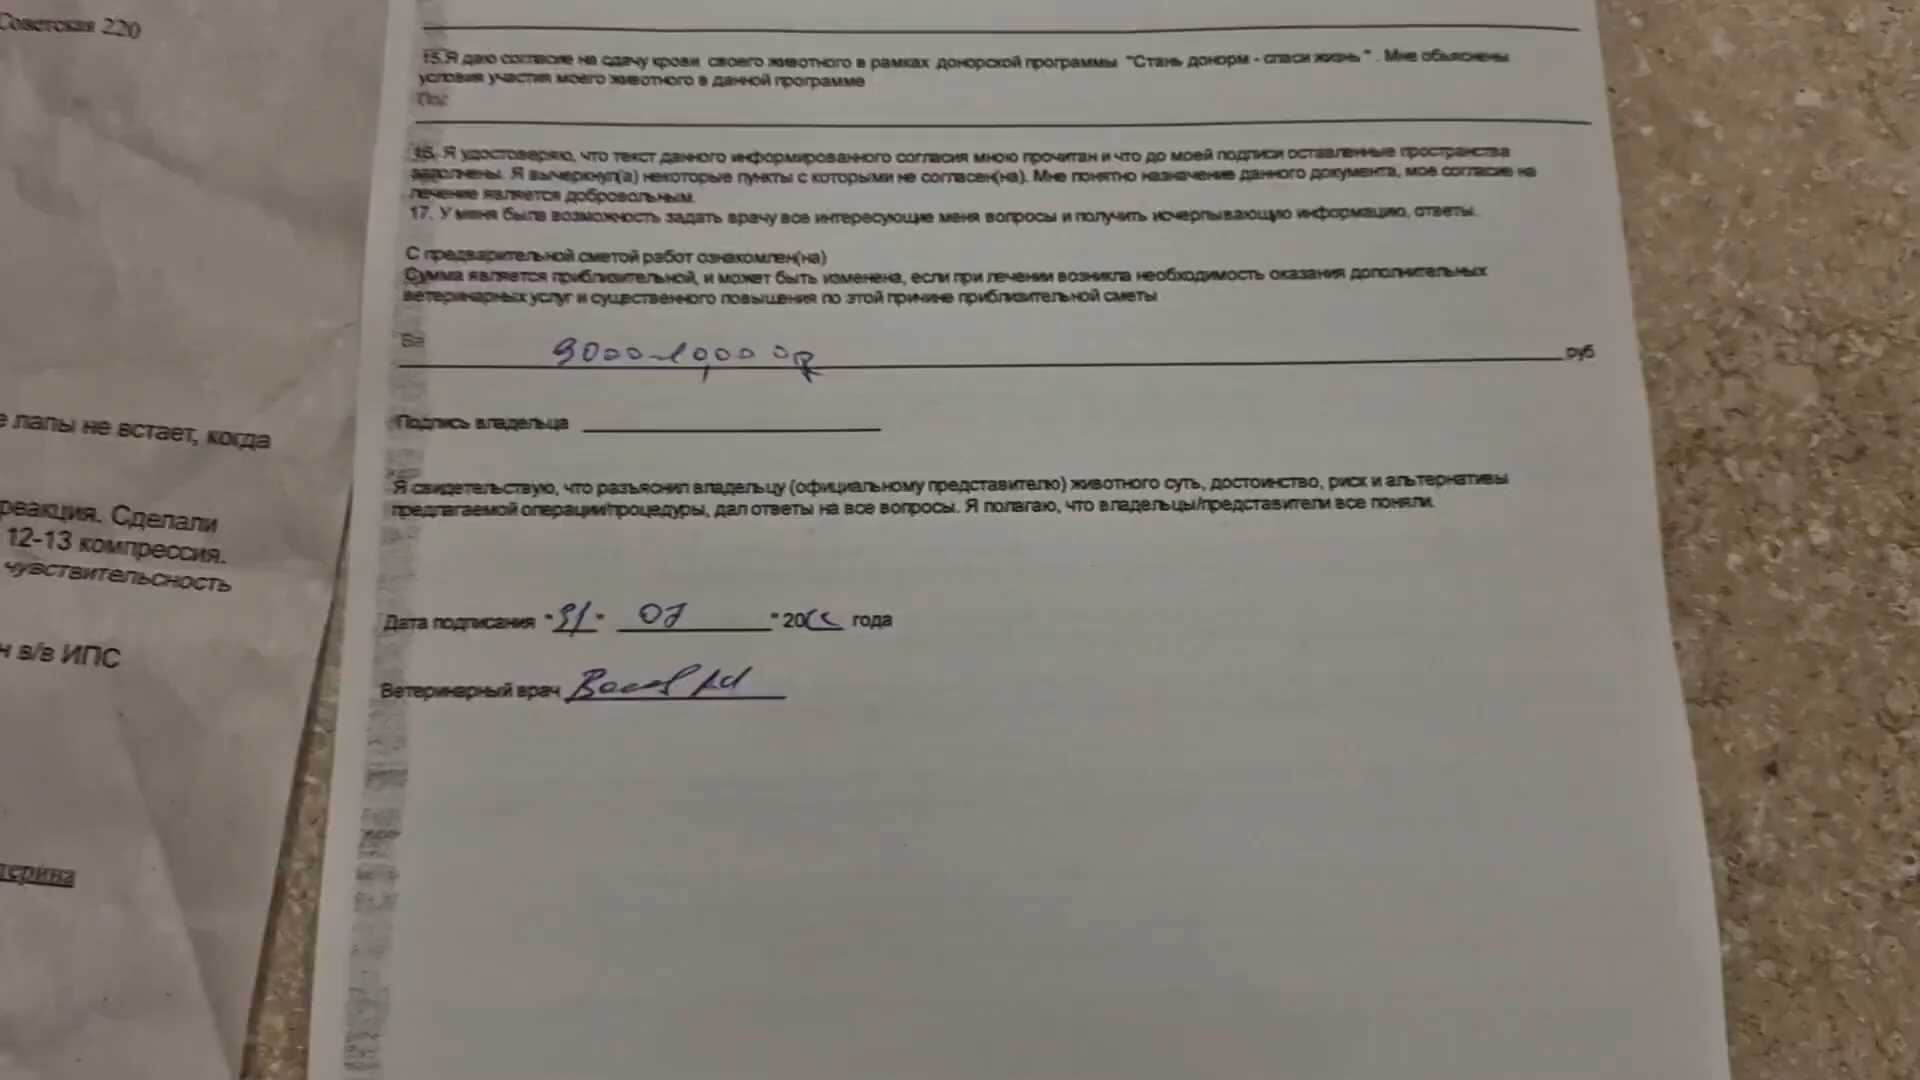 Советская 220
е лапы не встает, когда
реакция. Сделали
12-13 компрессия.
чувствительсность
н в/в ИПС
терина
15.Я даю согласие на сдачу крови своего животного в рамках донорской программы "Стань донорм - спаси жизнь " . Мне объяснены
условия участия моего животного в данной программе
16. Я удостоверяю, что текст данного информированного согласия мною прочитан и что до моей подписи оставленные пространства
заполнены. Я вычеркнул(а) некоторые пункты с которыми не согласен(на). Мне понятно назначение данного документа, мое согласие на
лечение является добровольным.
17. У меня была возможность задать врачу все интересующие меня вопросы и получить исчерпывающую информацию, ответы.
С предварительной сметой работ ознакомлен(на)
Сумма является приблизительной, и может быть изменена, если при лечении возникла необходимость оказания дополнительных
ветеринарных услуг и существенного повышения по этой причине приблизительной сметы
руб
Подпись владельца
Я свидетельствую, что разъяснил владельцу (официальному представителю) животного суть, достоинство, риск и альтернативы
предлагаемой операции/процедуры, дал ответы на все вопросы. Я полагаю, что владельцы/представители все поняли.
Дата подписания "31" 07 "20 года
Ветеринарный врач